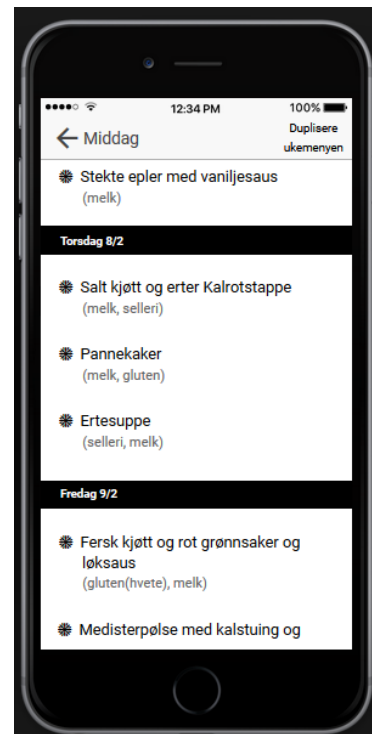 12:34 PM
100%
Middag
Duplisere
ukemenyen
Stekte epler med vaniljesaus
(melk)
Torsdag 8/2
Salt kjøtt og erter Kalrotstappe
(melk, selleri)
Pannekaker
(melk, gluten)
Ertesuppe
(selleri, melk)
Fredag 9/2
Fersk kjøtt og rot grønnsaker og
løksaus
(gluten(hvete), melk)
Medisterpølse med kalstuing og